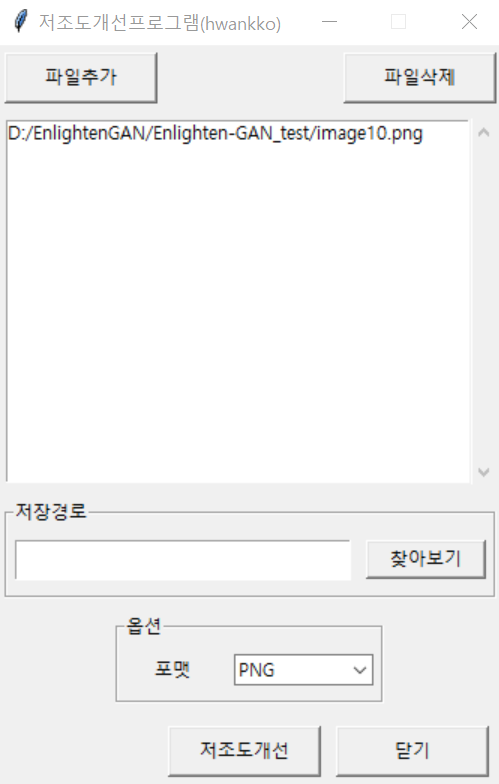 저조도개선프로그램(hwankko)
파일추가
파일삭제
D:/EnlightenGAN/Enlighten-GAN_test/image10.png
저장경로
찾아보기
옵션
포맷
PNG
저조도개선
닫기